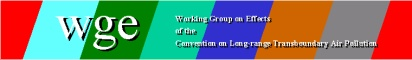 wge
Working Group on Effects
of the
Convention on Long-range Transboundary Air Pollution